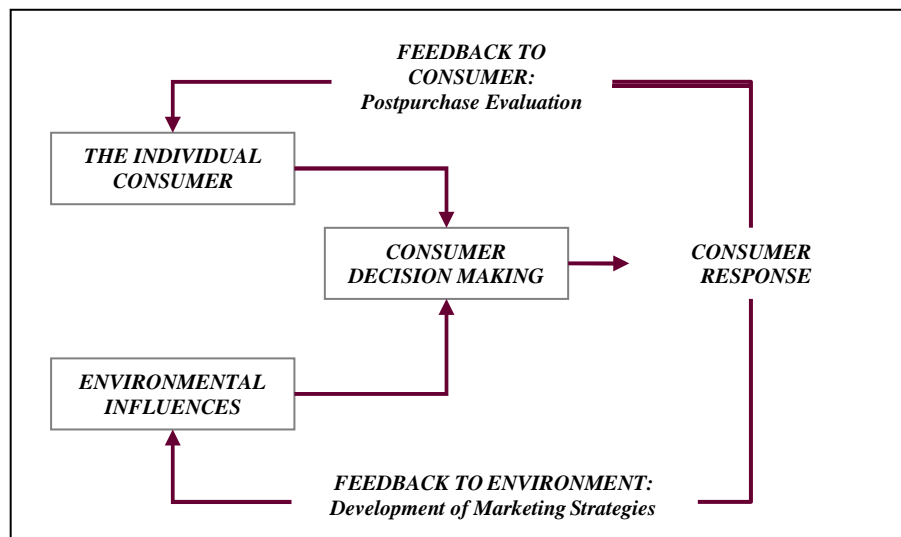 FEEDBACK TO
CONSUMER:
Postpurchase Evaluation
THE INDIVIDUAL
CONSUMER
CONSUMER
DECISION MAKING
CONSUMER
RESPONSE
ENVIRONMENTAL
INFLUENCES
FEEDBACK TO ENVIRONMENT:
Development of Marketing Strategies